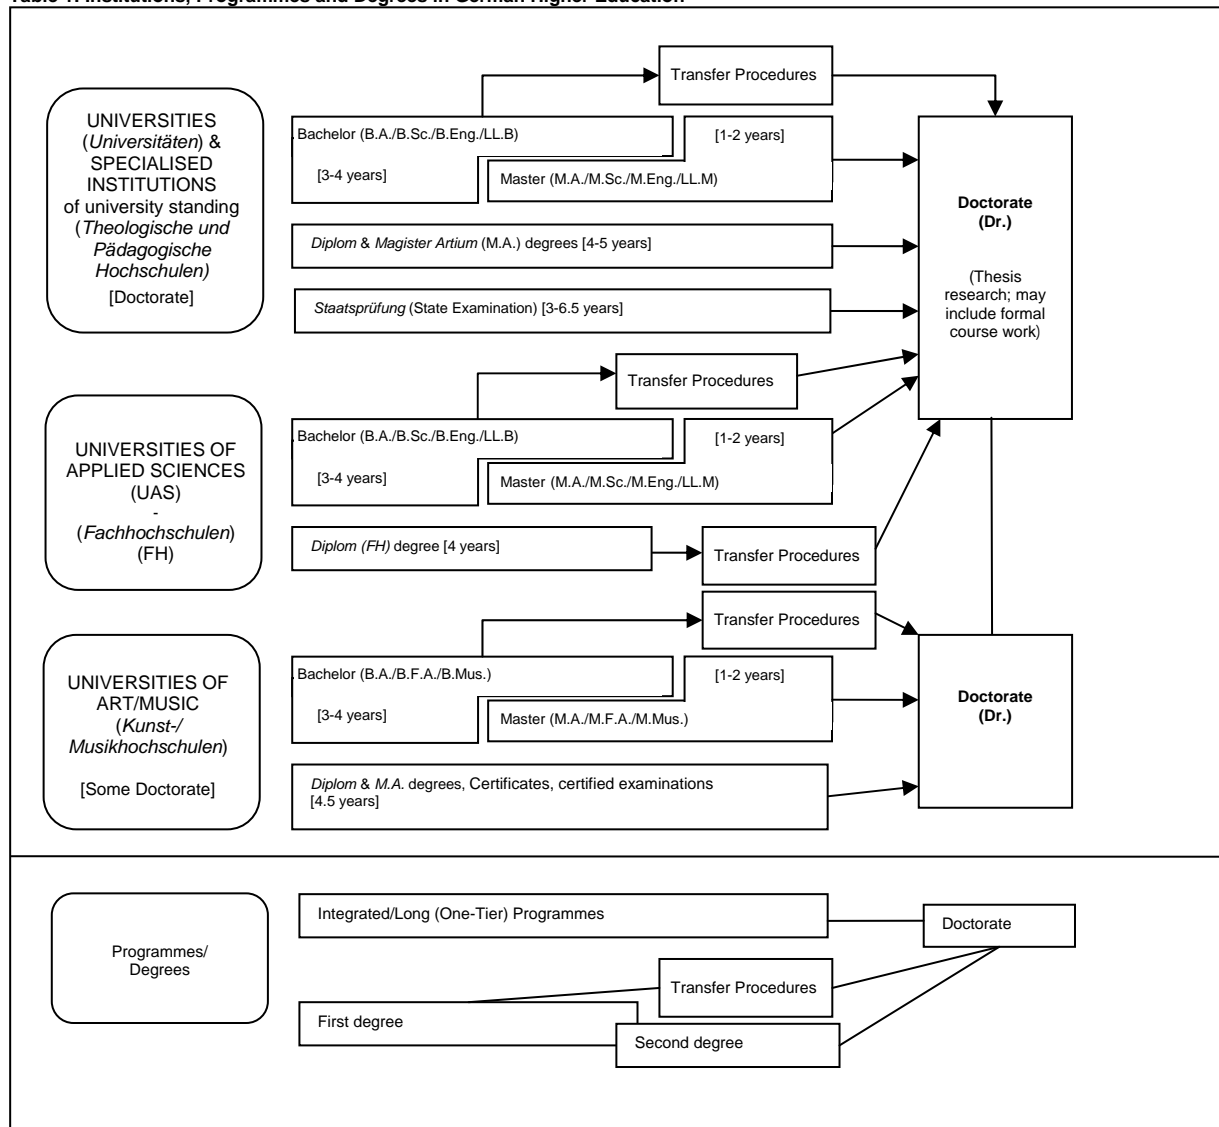 Table 1: Institutions, Programmes and Degrees in German Higher Education
Transfer Procedures
UNIVERSITIES
(Universitäten) &
SPECIALISED
INSTITUTIONS
of university standing
(Theologische und
Pädagogische
Hochschulen)
[Doctorate]
Bachelor (B.A./B.Sc./B.Eng./LL.B)
[3-4 years]
[1-2 years]
Master (M.A./M.Sc./M.Eng./LL.M)
Diplom & Magister Artium (M.A.) degrees [4-5 years]
Staatsprüfung (State Examination) [3-6.5 years]
Doctorate
(Dr.)
(Thesis
research; may
include formal
course work)
Transfer Procedures
UNIVERSITIES OF
APPLIED SCIENCES
(UAS)
-
(Fachhochschulen)
(FH)
Bachelor (B.A./B.Sc./B.Eng./LL.B)
[3-4 years]
[1-2 years]
Master (M.A./M.Sc./M.Eng./LL.M)
Diplom (FH) degree [4 years]
Transfer Procedures
Transfer Procedures
UNIVERSITIES OF
ART/MUSIC
(Kunst-/
Musikhochschulen)
[Some Doctorate]
Bachelor (B.A./B.F.A./B.Mus.)
[3-4 years]
[1-2 years]
Master (M.A./M.F.A./M.Mus.)
Diplom & M.A. degrees, Certificates, certified examinations
[4.5 years]
Doctorate
(Dr.)
Programmes/
Degrees
Integrated/Long (One-Tier) Programmes
Doctorate
Transfer Procedures
First degree
Second degree